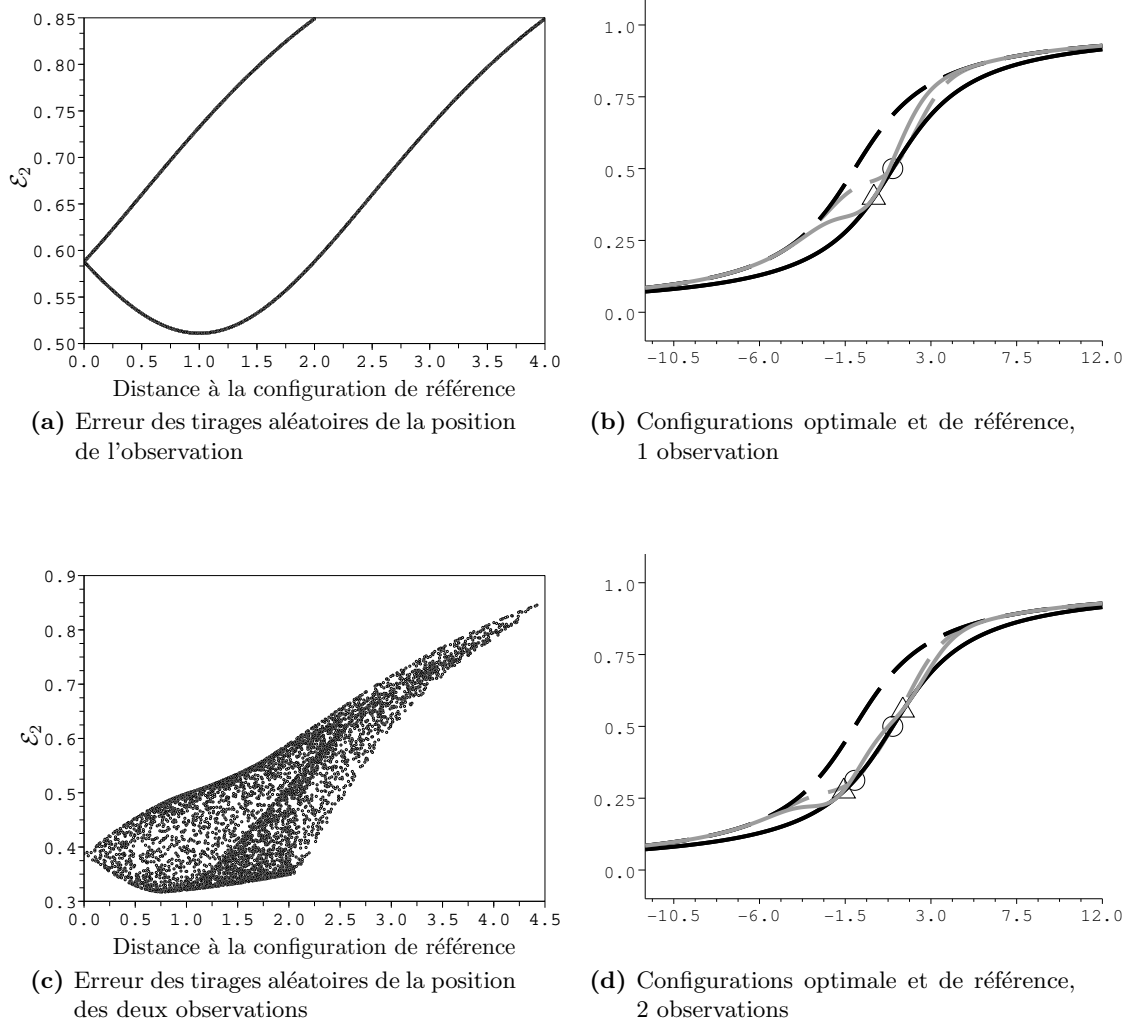 0.85
0.80
0.75
0.70
0.65
0.60
0.55
0.50
ℰ2
0.0 0.5 1.0 1.5 2.0 2.5 3.0 3.5 4.0
Distance à la configuration de référence
(a) Erreur des tirages aléatoires de la position
de l'observation
1.0
0.75
0.5
0.25
0.0
−10.5 −6.0 −1.5 3.0 7.5 12.0
(b) Configurations optimale et de référence,
1 observation
0.9
0.8
0.7
0.6
0.5
0.4
0.3
ℰ2
0.0 0.5 1.0 1.5 2.0 2.5 3.0 3.5 4.0 4.5
Distance à la configuration de référence
(c) Erreur des tirages aléatoires de la position
des deux observations
1.0
0.75
0.5
0.25
0.0
−10.5 −6.0 −1.5 3.0 7.5 12.0
(d) Configurations optimale et de référence,
2 observations